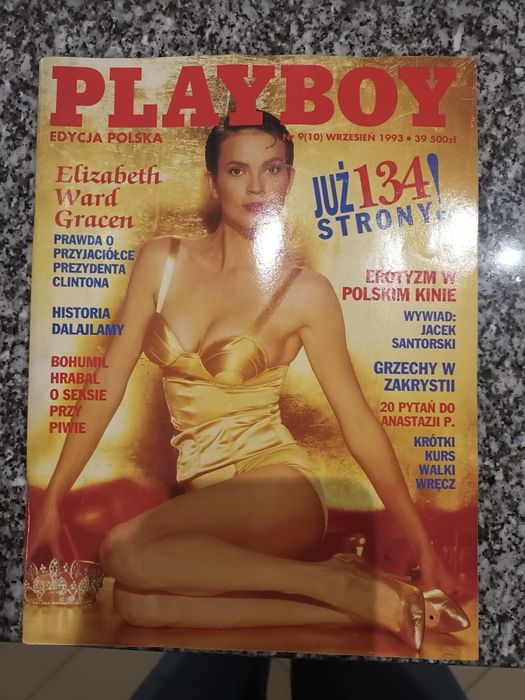 PLAYBOY
EDYCJA POLSKA
Nr 9(10) WRZESIEŃ 1993 • 39 500zł
Elizabeth
Ward
Gracen
PRAWDA O
PRZYJACIÓŁCE
PREZYDENTA
CLINTONA
HISTORIA
DALAJLAMY
BOHUMIL
HRABAL
O SEKSIE
PRZY
PIWIE
JUŻ 134
STRONY!
EROTYZM W
POLSKIM KINIE
WYWIAD:
JACEK
SANTORSKI
GRZECHY W
ZAKRYSTII
20 PYTAŃ DO
ANASTAZJI P.
KRÓTKI
KURS
WALKI
WRĘCZ